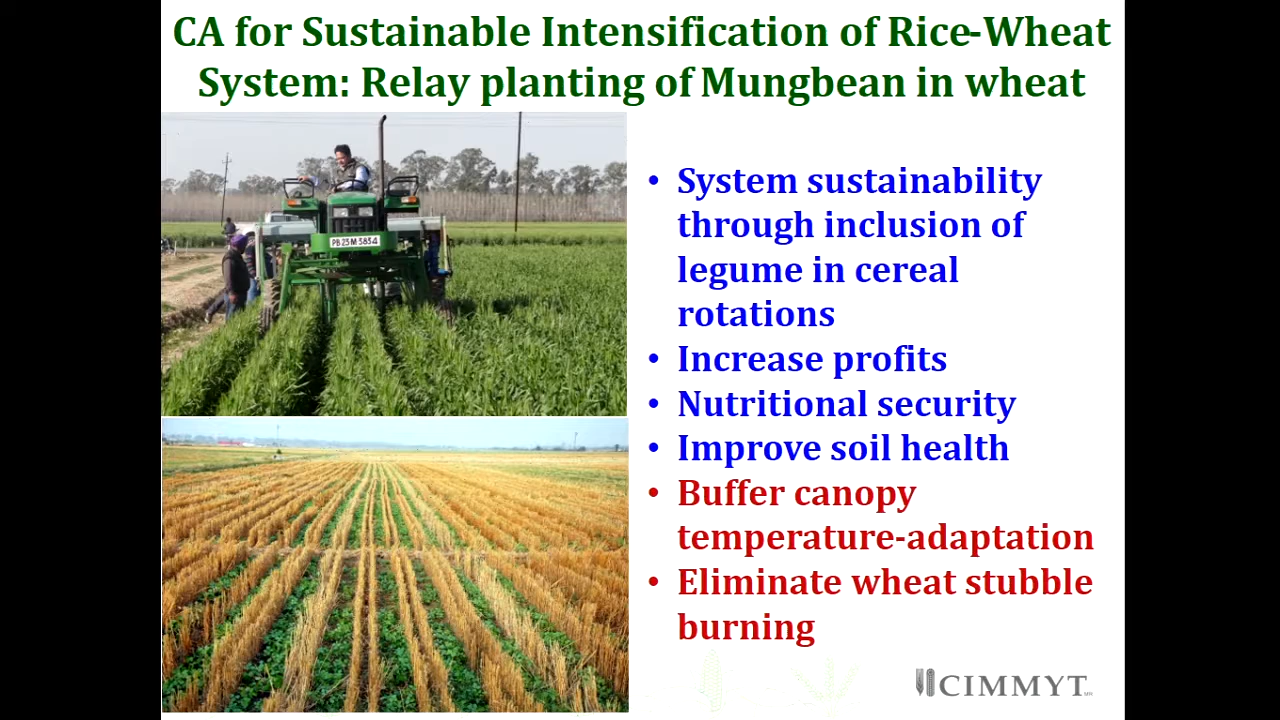 CA for Sustainable Intensification of Rice-Wheat
System: Relay planting of Mungbean in wheat
PB 23 M 3834
• System sustainability
through inclusion of
legume in cereal
rotations
• Increase profits
• Nutritional security
• Improve soil health
• Buffer canopy
temperature-adaptation
• Eliminate wheat stubble
burning
CIMMYT